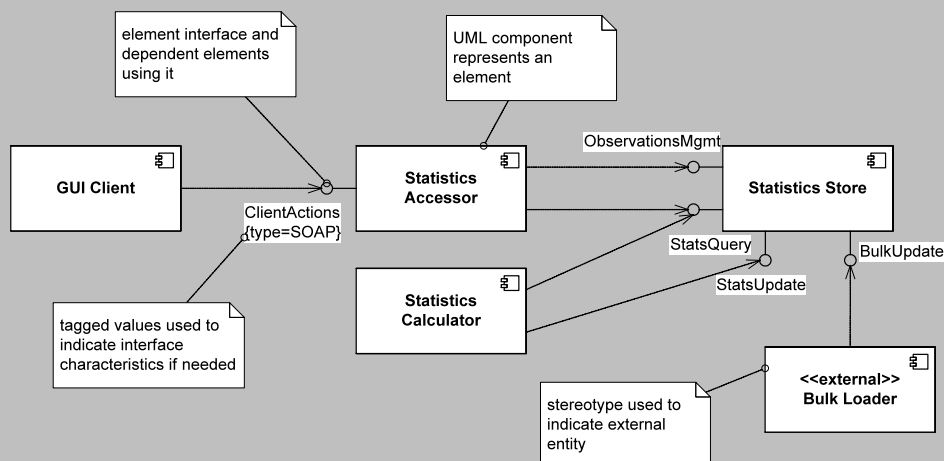 element interface and
dependent elements
using it
UML component
represents an
element
ObservationsMgmt
GUI Client
Statistics
Accessor
Statistics Store
ClientActions
{type=SOAP}
StatsQuery
BulkUpdate
StatsUpdate
Statistics
Calculator
tagged values used to
indicate interface
characteristics if needed
<<external>>
Bulk Loader
stereotype used to
indicate external
entity